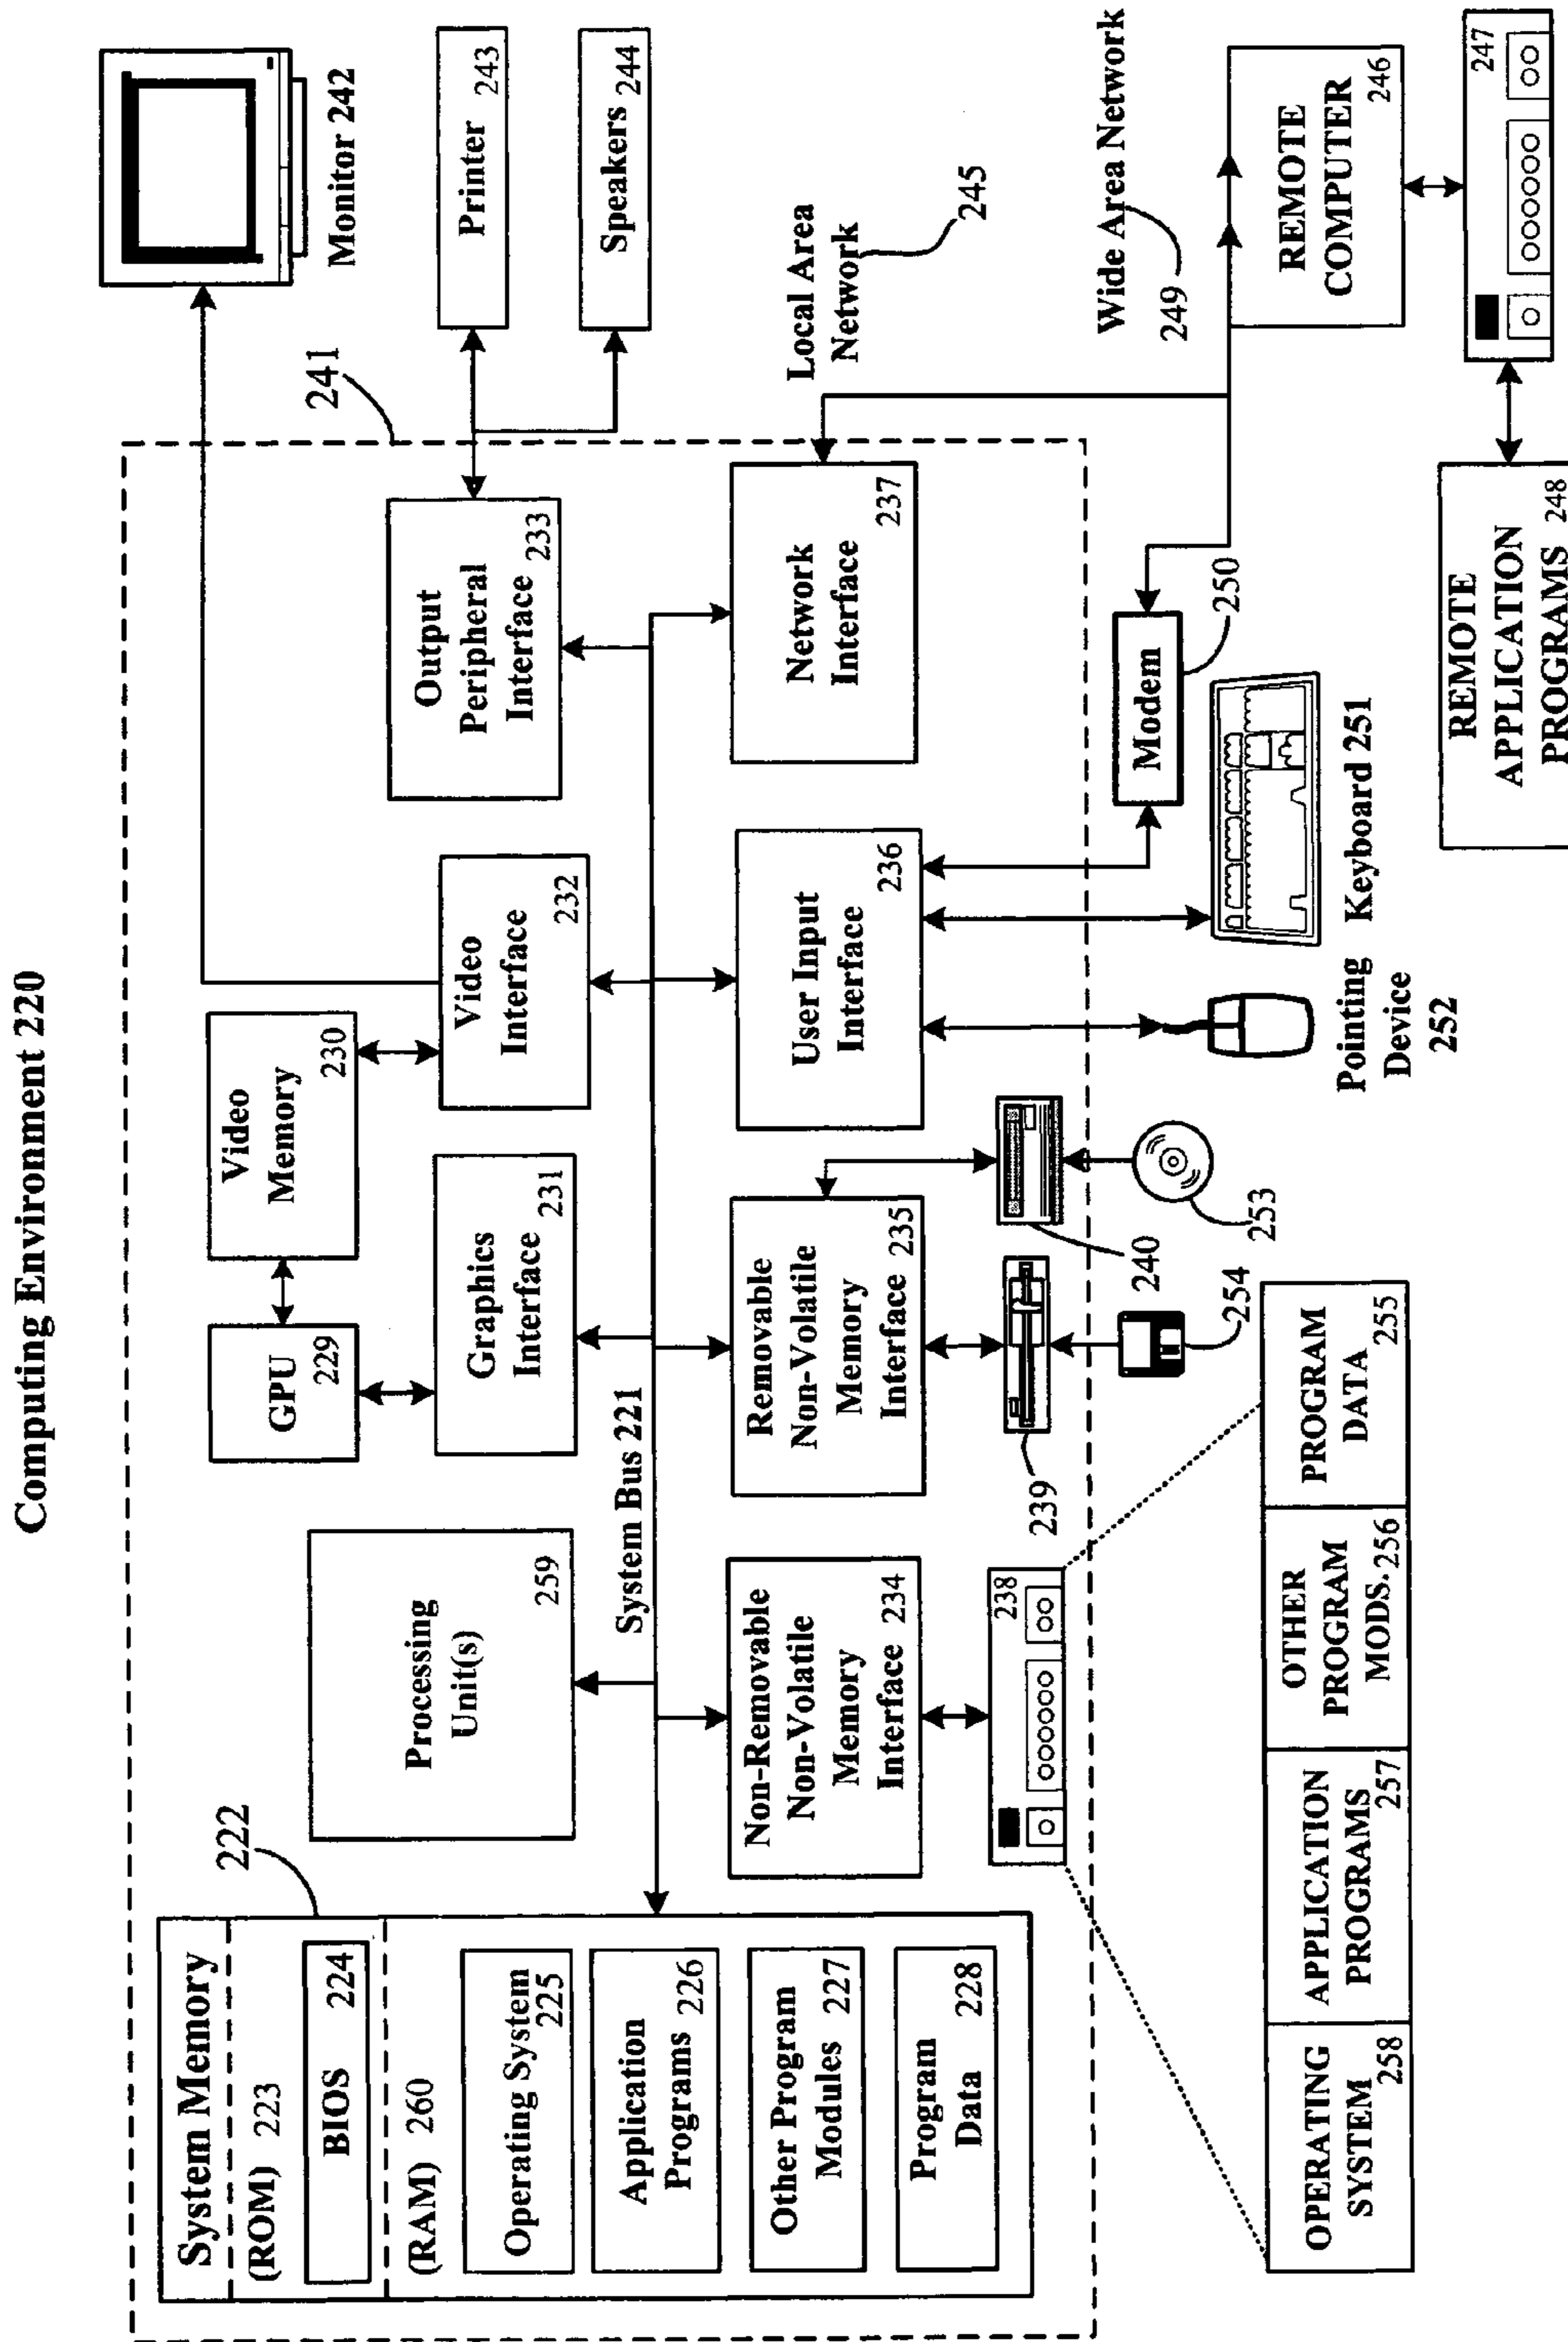 Computing Environment 220
System Memory
(ROM) 223
BIOS 224
(RAM) 260
Operating System
225
Application
Programs 226
Other Program
Modules 227
Program
Data 228
222
Processing
Unit(s)
259
System Bus 221
GPU
229
Video
Memory
230
Graphics
Interface
231
Video
Interface
232
Output
Peripheral
Interface 233
241
Monitor 242
Printer 243
Speakers 244
Non-Removable
Non-Volatile
Memory
Interface 234
Removable
Non-Volatile
Memory
Interface 235
User Input
Interface
236
Network
Interface
237
Local Area
Network
245
Wide Area Network
249
238
239
240
254
253
Modem
250
Pointing
Device
252
Keyboard 251
REMOTE
COMPUTER
246
247
REMOTE
APPLICATION
PROGRAMS 248
OPERATING
SYSTEM
258
APPLICATION
PROGRAMS
257
OTHER
PROGRAM
MODS. 256
PROGRAM
DATA
255